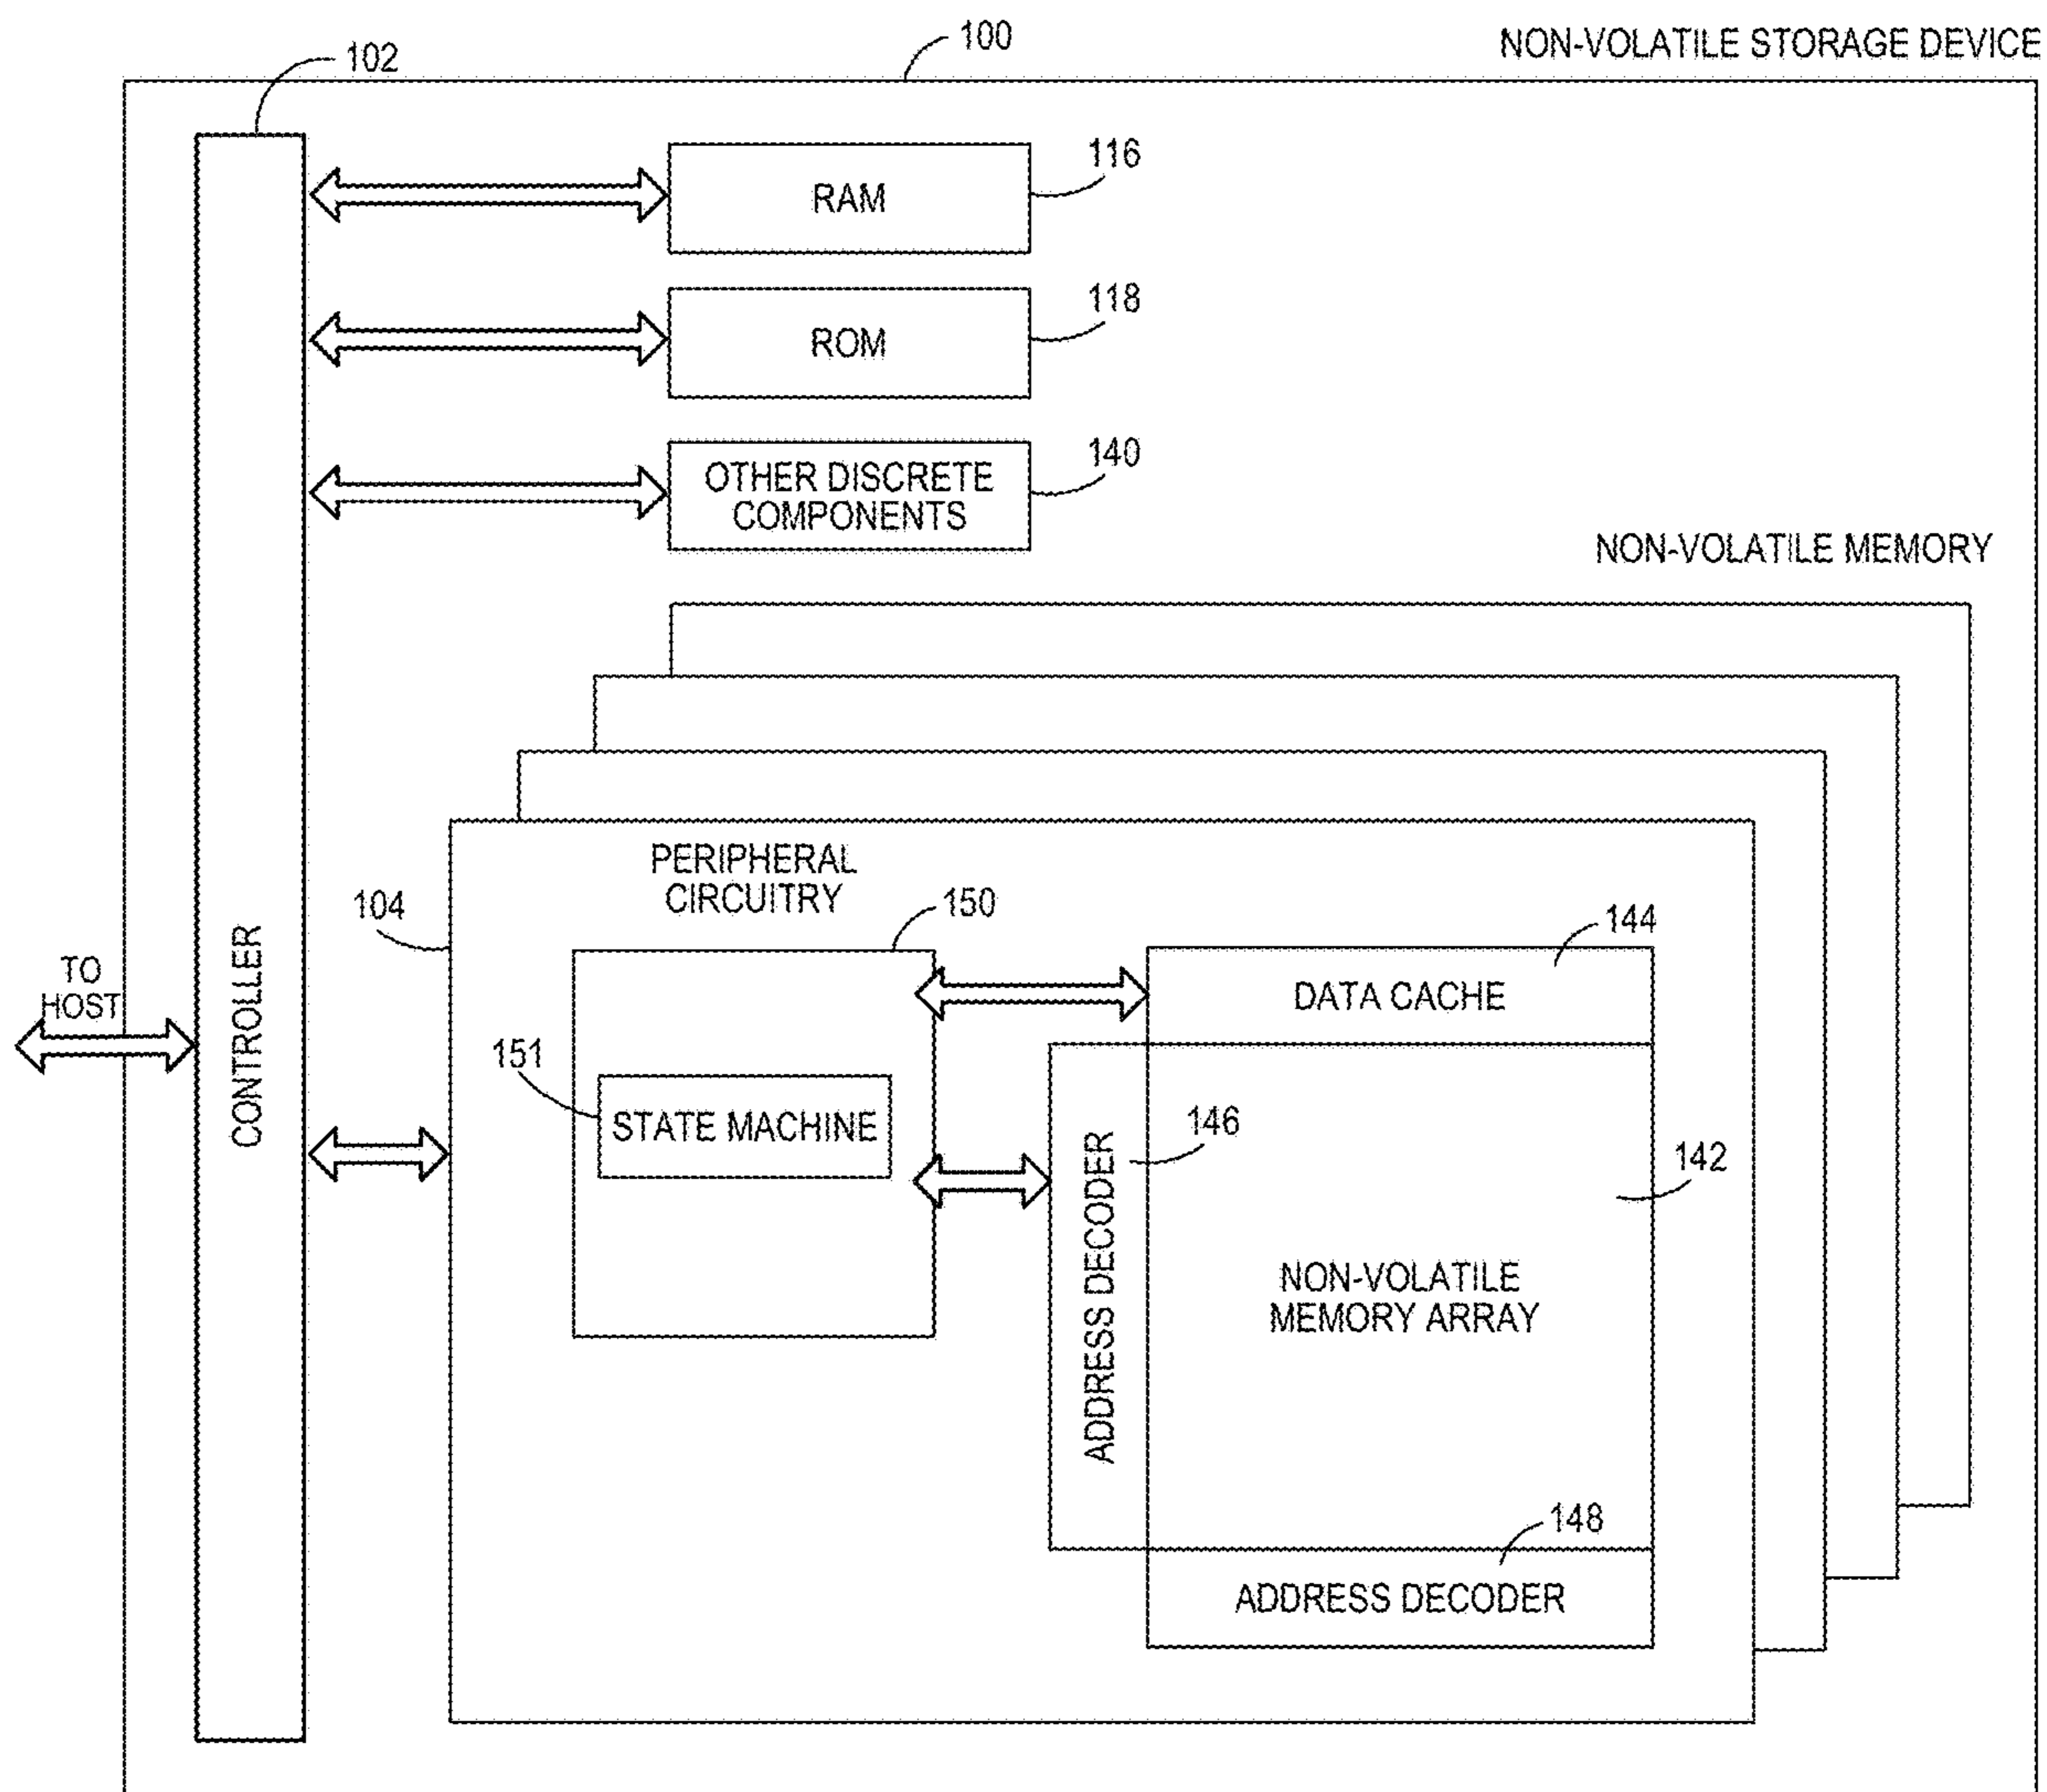 100
NON-VOLATILE STORAGE DEVICE
102
116
RAM
118
ROM
140
OTHER DISCRETE
COMPONENTS
NON-VOLATILE MEMORY
PERIPHERAL
CIRCUITRY
104
150
144
DATA CACHE
TO
HOST
CONTROLLER
151
STATE MACHINE
146
142
ADDRESS DECODER
NON-VOLATILE
MEMORY ARRAY
148
ADDRESS DECODER